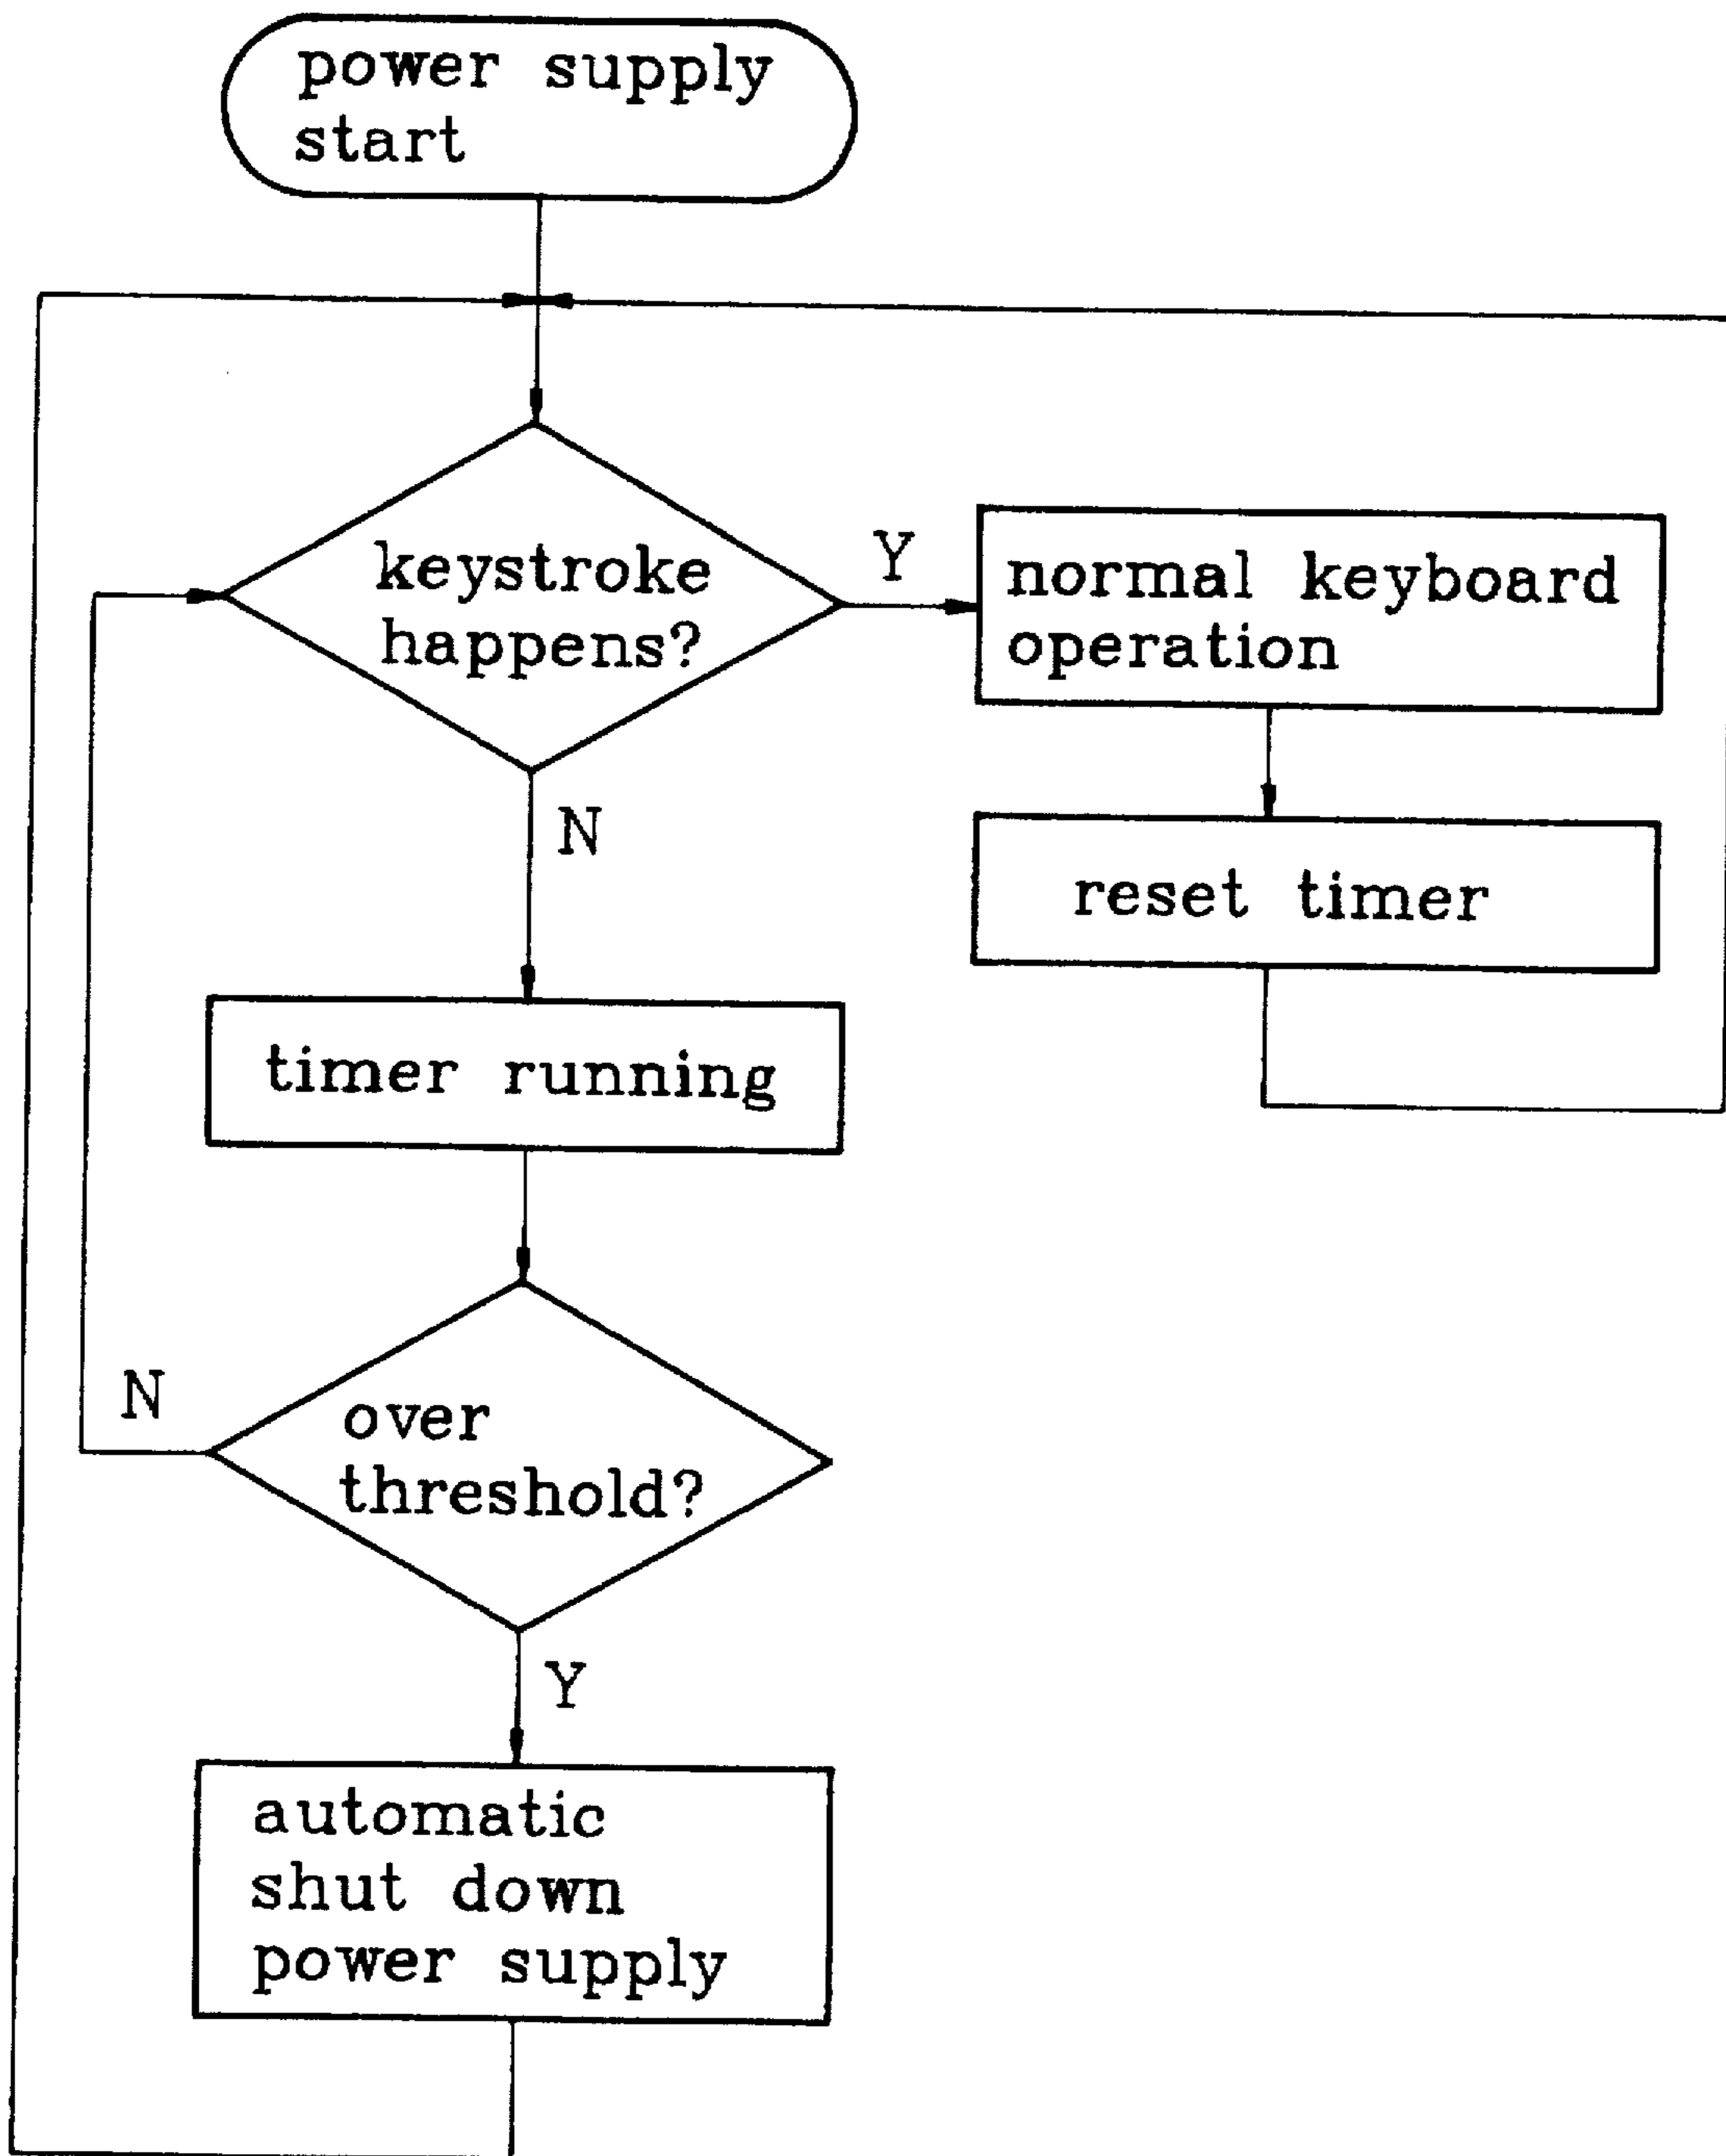 power supply
start
keystroke
happens?
Y
normal keyboard
operation
N
reset timer
timer running
N
over
threshold?
Y
automatic
shut down
power supply